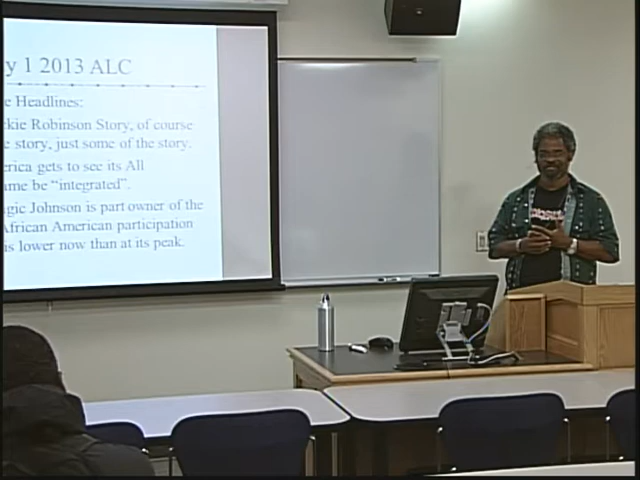 y 1 2013 ALC
e Headlines:
kie Robinson Story, of course
e story, just some of the story.
erica gets to see its All
ame be “integrated”.
gic Johnson is part owner of the
African American participation
is lower now than at its peak.